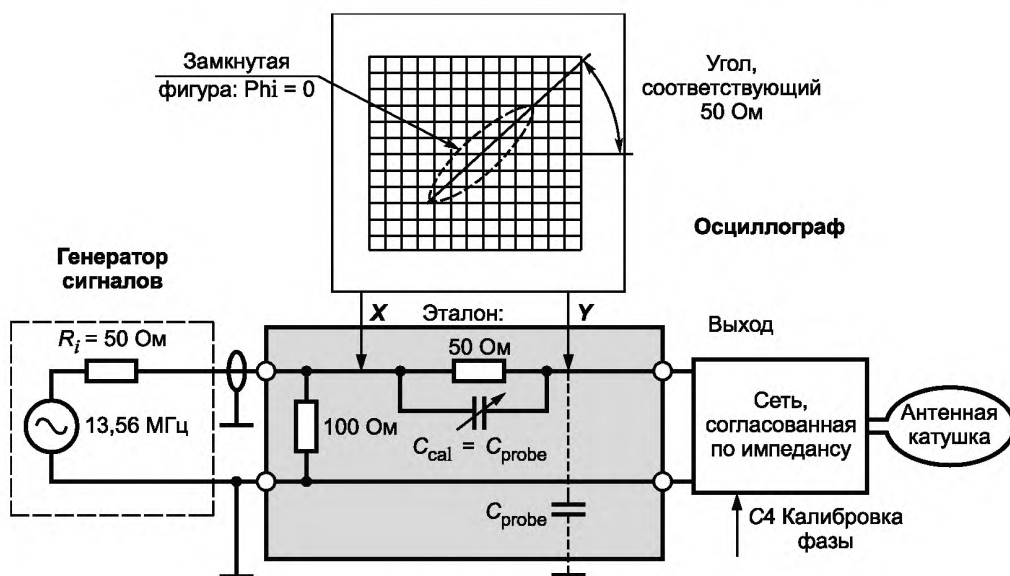 Замкнутая
фигура: Phi = 0
Угол,
соответствующий
50 Ом
Осциллограф
Генератор
сигналов
X
Эталон:
Y
Выход
R_i = 50 Ом
50 Ом
13,56 МГц
100 Ом
C_cal = C_probe
Сеть,
согласованная
по импедансу
Антенная
катушка
C_probe
C4 Калибровка
фазы